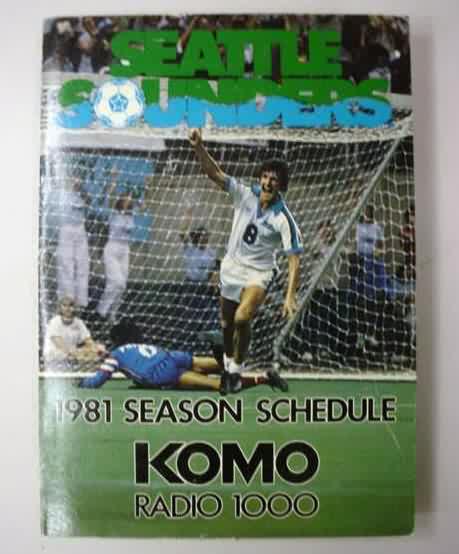 SEATTLE
SOUNDERS
8
1981 SEASON SCHEDULE
KOMO
RADIO 1000